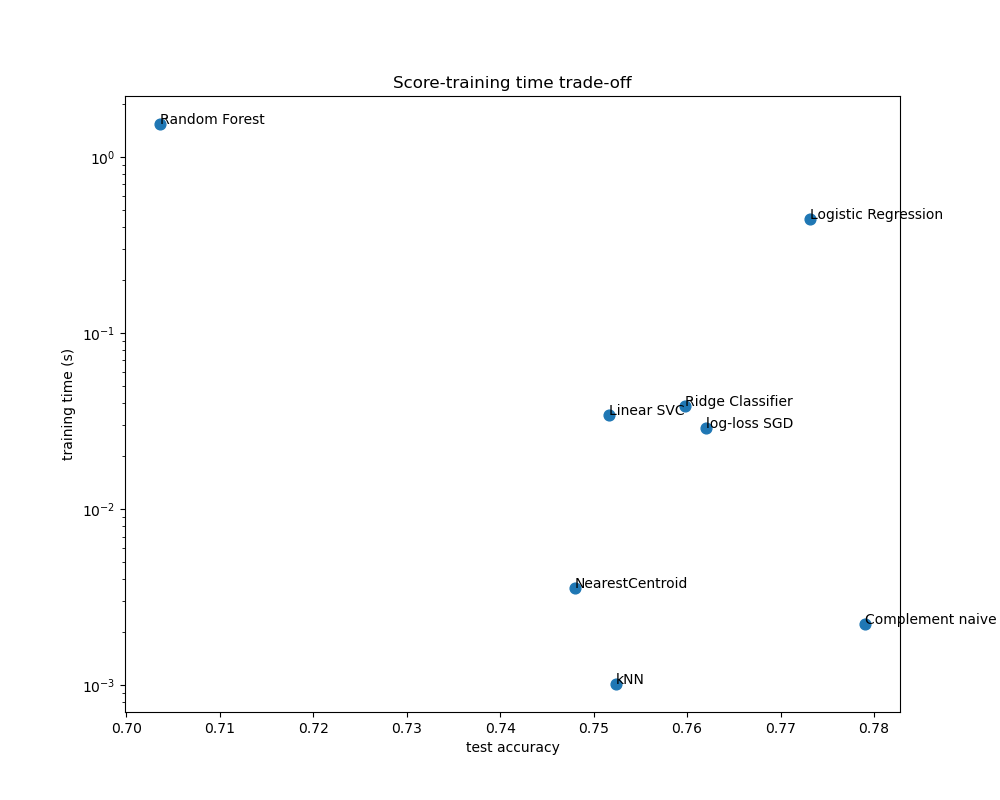 Score-training time trade-off
Random Forest
Logistic Regression
Ridge Classifier
Linear SVC
log-loss SGD
NearestCentroid
Complement naive
kNN
training time (s)
10⁰
10⁻¹
10⁻²
10⁻³
0.70 0.71 0.72 0.73 0.74 0.75 0.76 0.77 0.78
test accuracy